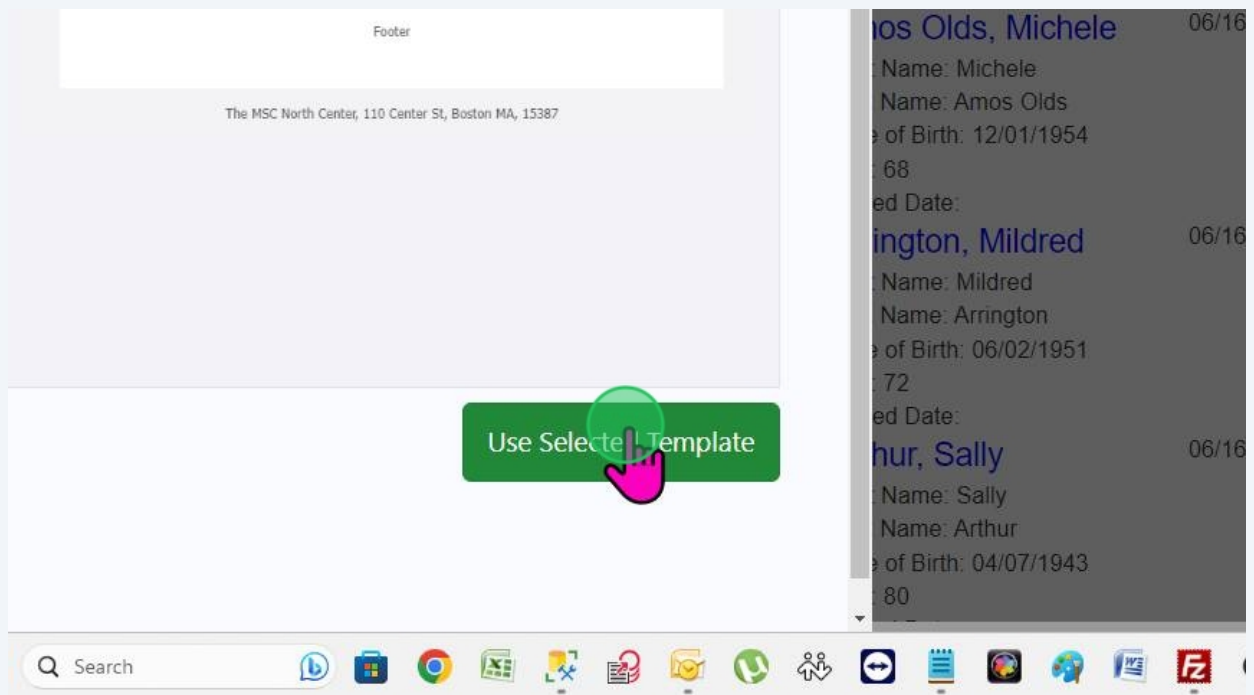 Footer
The MSC North Center, 110 Center St, Boston MA, 15387
Use Selected Template
Olds, Michele 06/16
Name: Michele
Name: Amos Olds
of Birth: 12/01/1954
: 68
ed Date:
ington, Mildred 06/16
Name: Mildred
Name: Arrington
of Birth: 06/02/1951
: 72
ed Date:
hur, Sally 06/16
Name: Sally
Name: Arthur
of Birth: 04/07/1943
: 80
Search